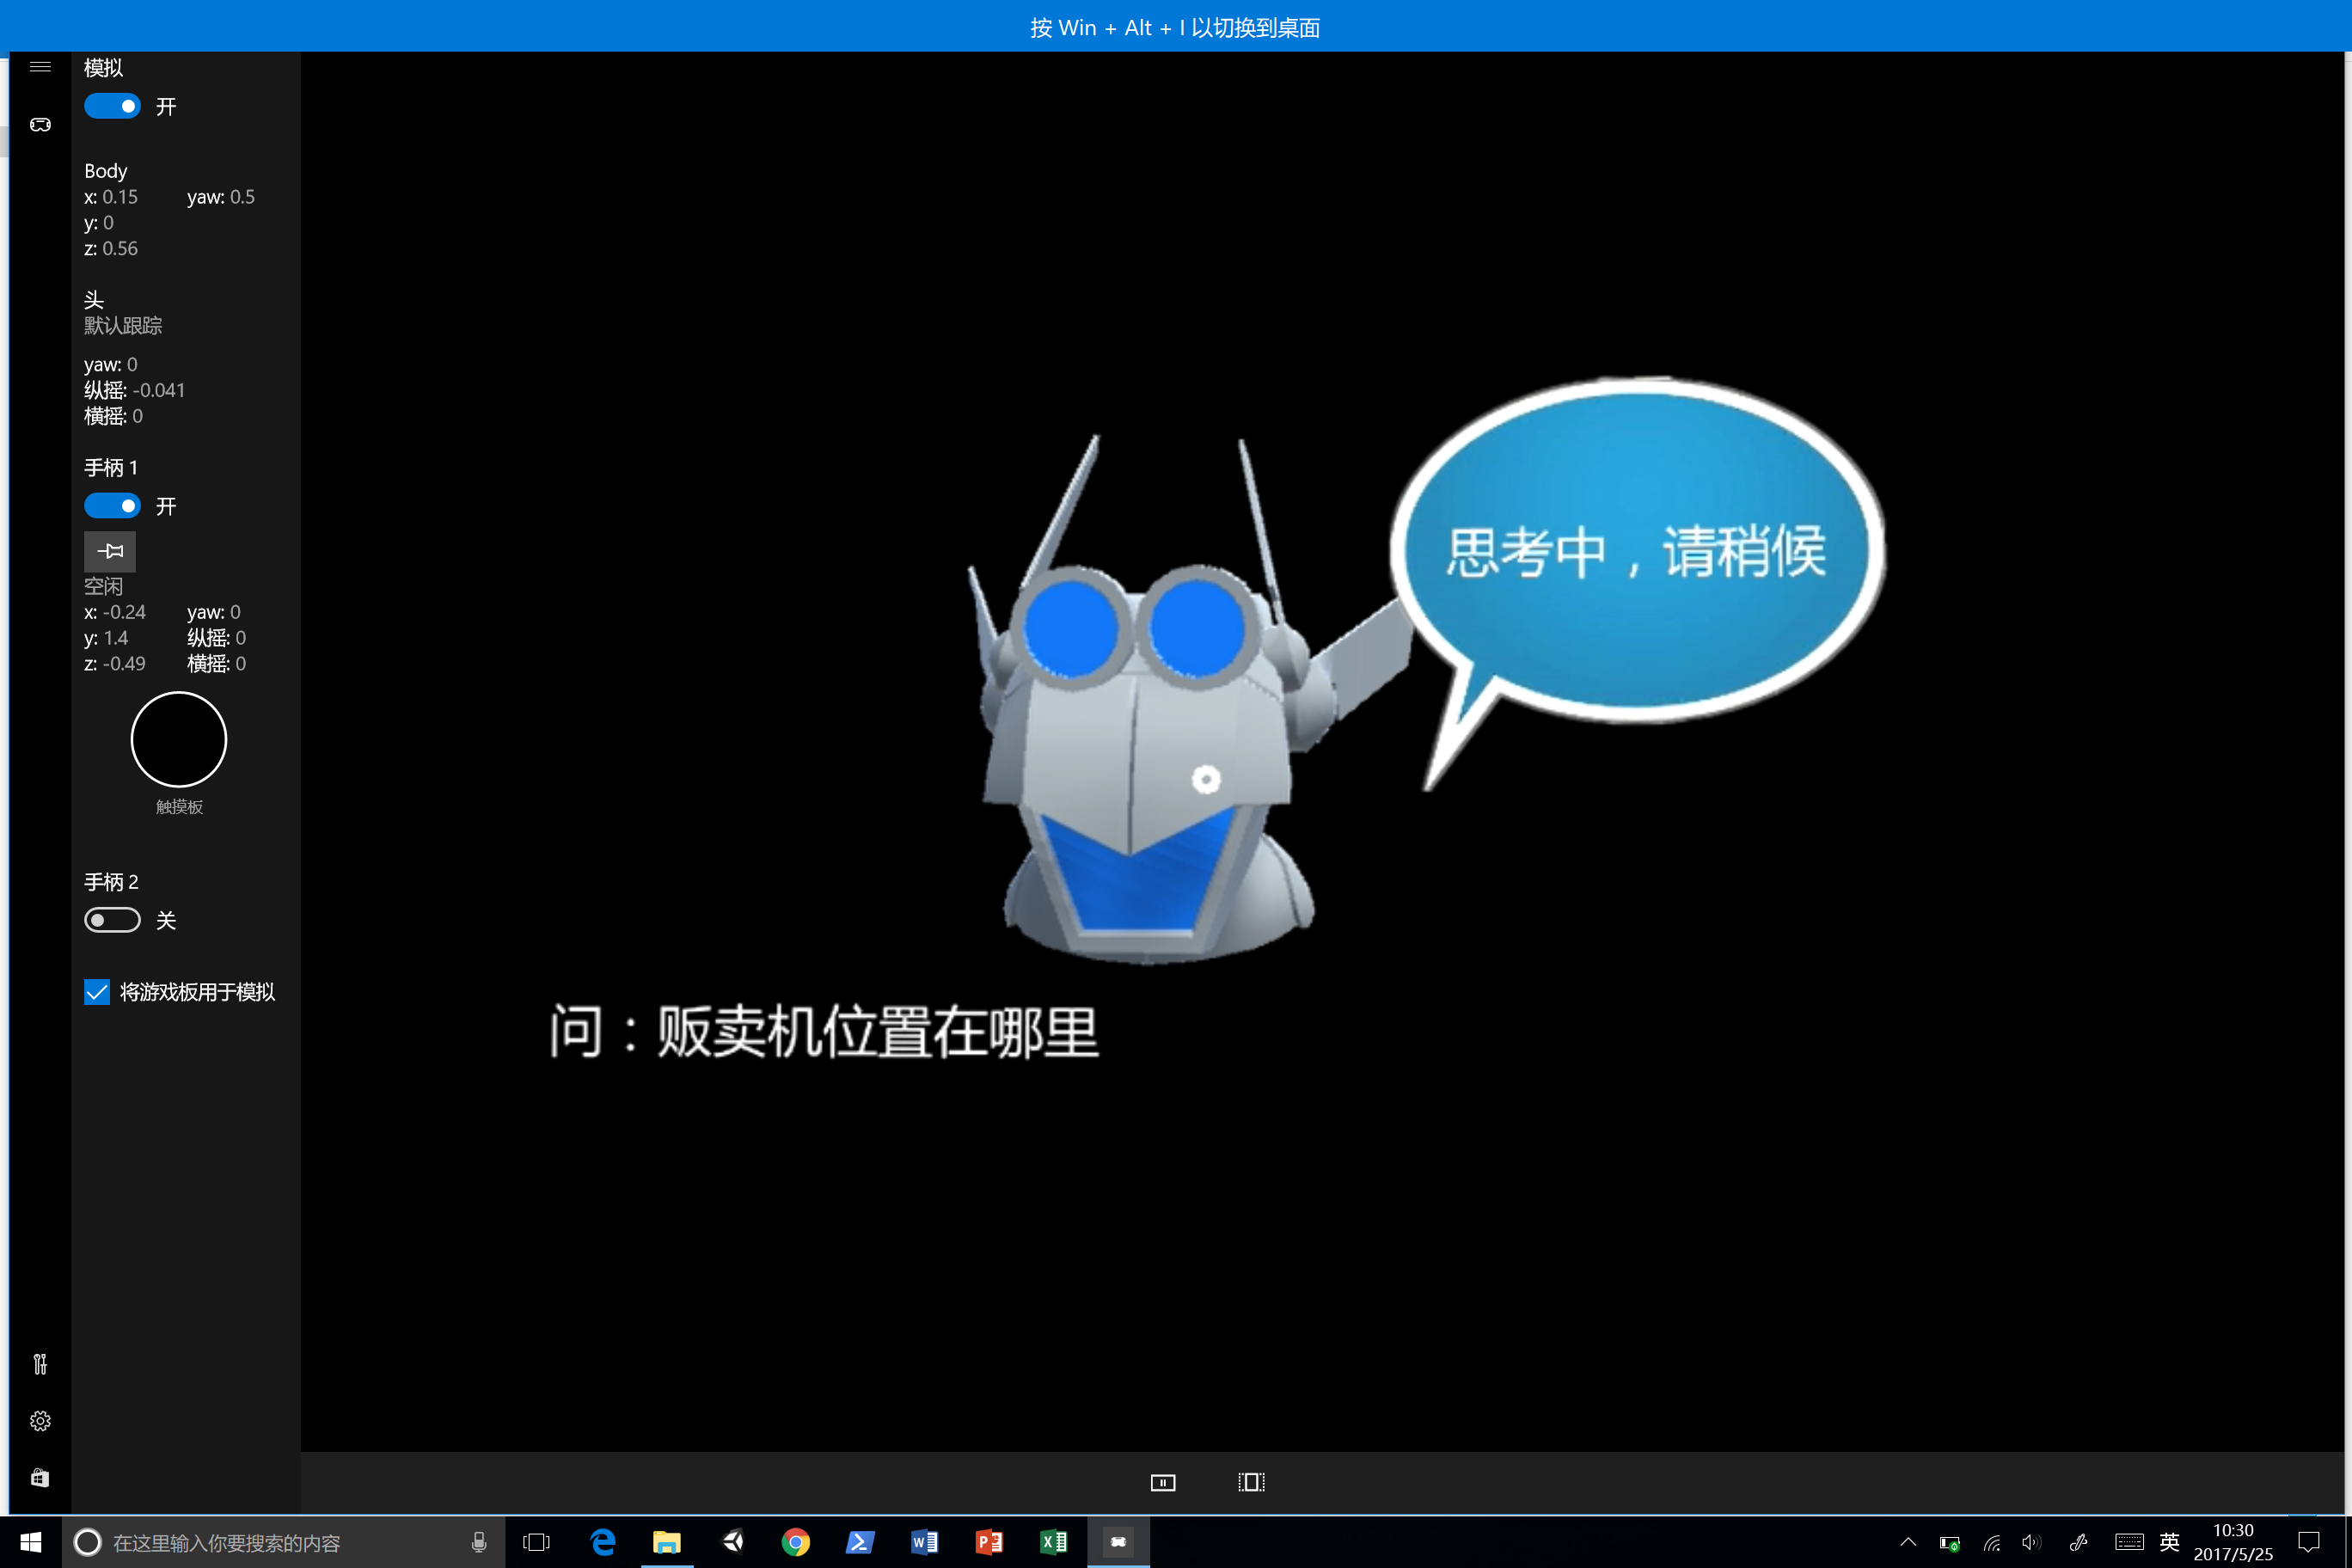 按 Win + Alt + I 以切换到桌面
模拟
开
Body
x: 0.15 yaw: 0.5
y: 0
z: 0.56
头
默认跟踪
yaw: 0
纵摇: -0.041
横摇: 0
手柄 1
开
空闲
x: -0.24 yaw: 0
y: 1.4 纵摇: 0
z: -0.49 横摇: 0
触摸板
手柄 2
关
将游戏板用于模拟
思考中，请稍候
问：贩卖机位置在哪里
在这里输入你要搜索的内容
英
10:30
2017/5/25